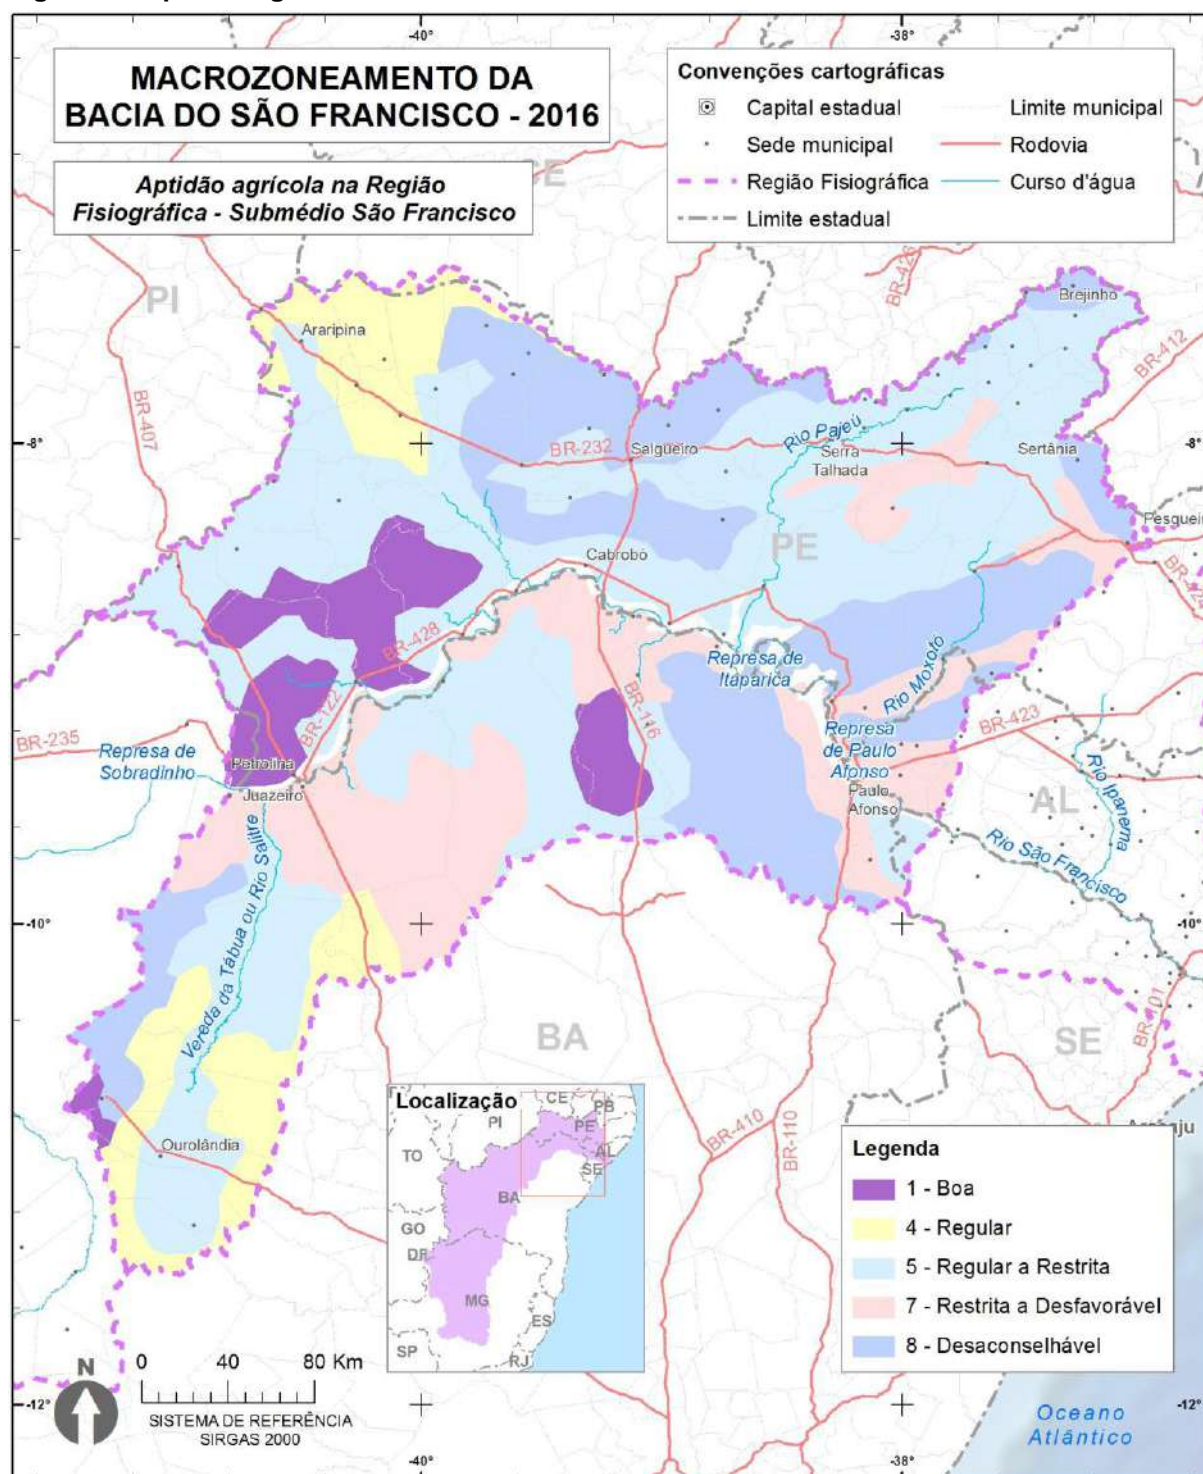 -40°
-38°
MACROZONEAMENTO DA
BACIA DO SÃO FRANCISCO - 2016
Aptidão agrícola na Região
Fisiográfica - Submédio São Francisco
Convenções cartográficas
Capital estadual
Limite municipal
Sede municipal
Rodovia
Região Fisiográfica
Curso d'água
Limite estadual
CE
PI
BR-426
Brejinho
Araripina
BR-412
BR-407
-8°
-8°
Rio Pajeú
BR-232
Salgueiro
Serra
Talhada
Sertânia
Pesqueir
PE
Cabrobó
BR-428
Represa de
Itaparica
Rio Moxotó
BR-122
BR-116
BR-423
BR-235
Represa de
Sobradinho
Petrolina
Juazeiro
Represa
de Paulo
Afonso
Paulo
Afonso
Rio Ipanema
AL
Rio São Francisco
Vereda da Tábua ou Rio Salitre
-10°
-10°
BA
SE
BR-101
BR-410
BR-110
Ourolândia
Localização
CE
PB
PI
PE
TO
AL
SE
BA
GO
DF
MG
ES
SP
RJ
Legenda
1 - Boa
4 - Regular
5 - Regular a Restrita
7 - Restrita a Desfavorável
8 - Desaconselhável
N
0 40 80 Km
SISTEMA DE REFERÊNCIA
SIRGAS 2000
-12°
-12°
Oceano
Atlântico
-40°
-38°